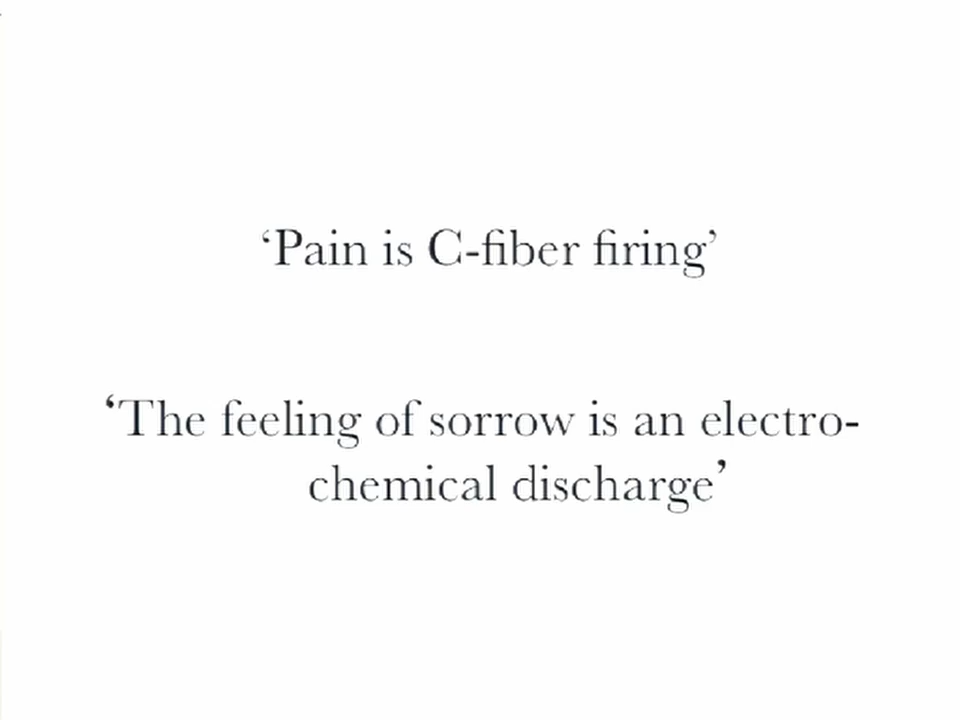 ‘Pain is C-fiber firing’
‘The feeling of sorrow is an electro-
chemical discharge’